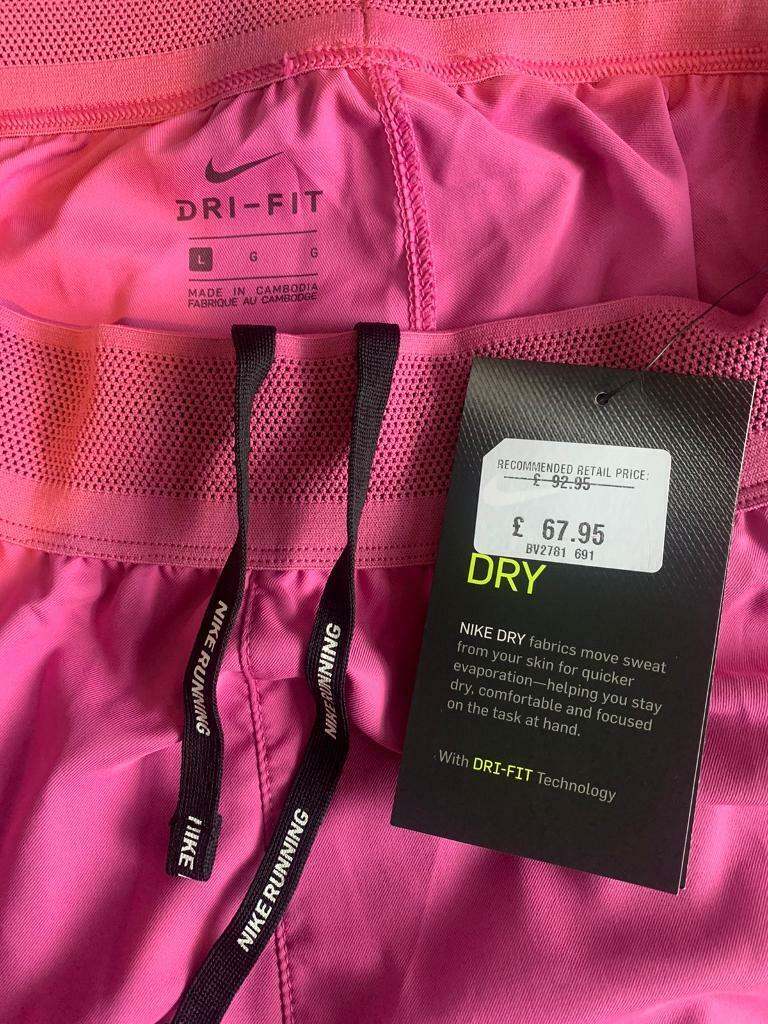 DRI-FIT
L G G
MADE IN CAMBODIA
FABRIQUE AU CAMBODGE
RECOMMENDED RETAIL PRICE:
£ 92.95
£ 67.95
BV2781 691
DRY
NIKE DRY fabrics move sweat
from your skin for quicker
evaporation—helping you stay
dry, comfortable and focused
on the task at hand.
With DRI-FIT Technology
NIKE RUNNING
NIKE RUNNING
NIKE
NIKE RUNNING